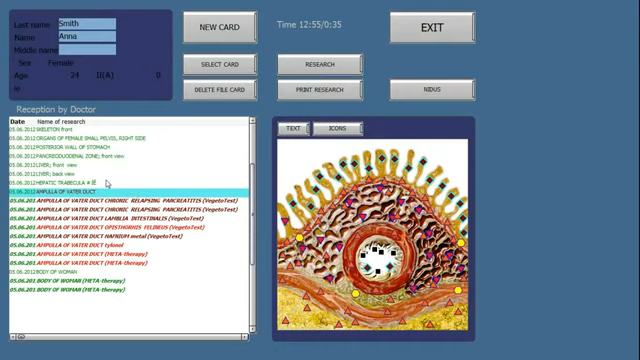 Last name Smith
Name Anna
Middle name
Sex Female
Age 24 II(A) 0
NEW CARD
Time 12:55/0:35
EXIT
SELECT CARD
RESEARCH
DELETE FILE CARD
PRINT RESEARCH
NIDUS
Reception by Doctor
Date Name of research
05.06.2012 SKELETON front
05.06.2012 ORGANS OF FEMALE SMALL PELVIS, RIGHT SIDE
05.06.2012 POSTERIOR WALL OF STOMACH
05.06.2012 PANCREODUODENAL ZONE; front view
05.06.2012 LIVER; front view
05.06.2012 LIVER; back view
05.06.2012 HEPATIC TRABECULA #
05.06.2012 AMPULLA OF VATER DUCT
05.06.201 AMPULLA OF VATER DUCT CHRONIC RELAPSING PANCREATITIS (VegetoTest)
05.06.201 AMPULLA OF VATER DUCT CHRONIC RELAPSING PANCREATITIS (VegetoTest)
05.06.201 AMPULLA OF VATER DUCT LAMBLIA INTESTINALIS (VegetoTest)
05.06.201 AMPULLA OF VATER DUCT OPISTHORHIS FELIDEUS (VegetoTest)
05.06.201 AMPULLA OF VATER DUCT HAFNIUM metal (VegetoTest)
05.06.201 AMPULLA OF VATER DUCT tylonol
05.06.201 AMPULLA OF VATER DUCT (META-therapy)
05.06.201 AMPULLA OF VATER DUCT (META-therapy)
05.06.2012 BODY OF WOMAN
05.06.201 BODY OF WOMAN (META-therapy)
05.06.201 BODY OF WOMAN (META-therapy)
TEXT
ICONS